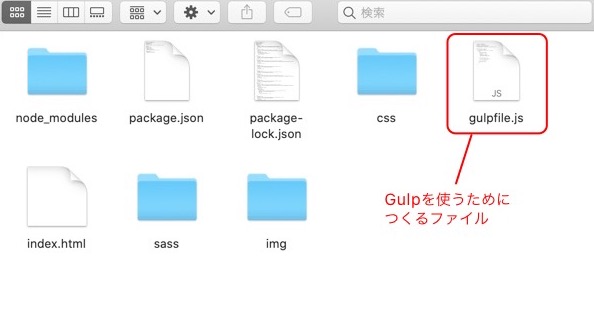 検索
node_modules
package.json
package-
lock.json
css
JS
gulpfile.js
Gulpを使うために
つくるファイル
index.html
sass
img